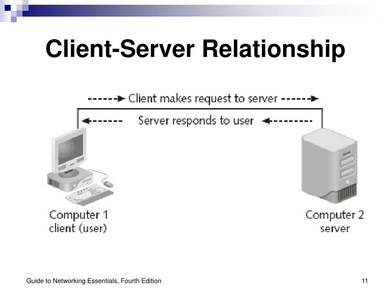 Client-Server Relationship
Client makes request to server
Server responds to user
Computer 1
client (user)
Computer 2
server
Guide to Networking Essentials, Fourth Edition
11